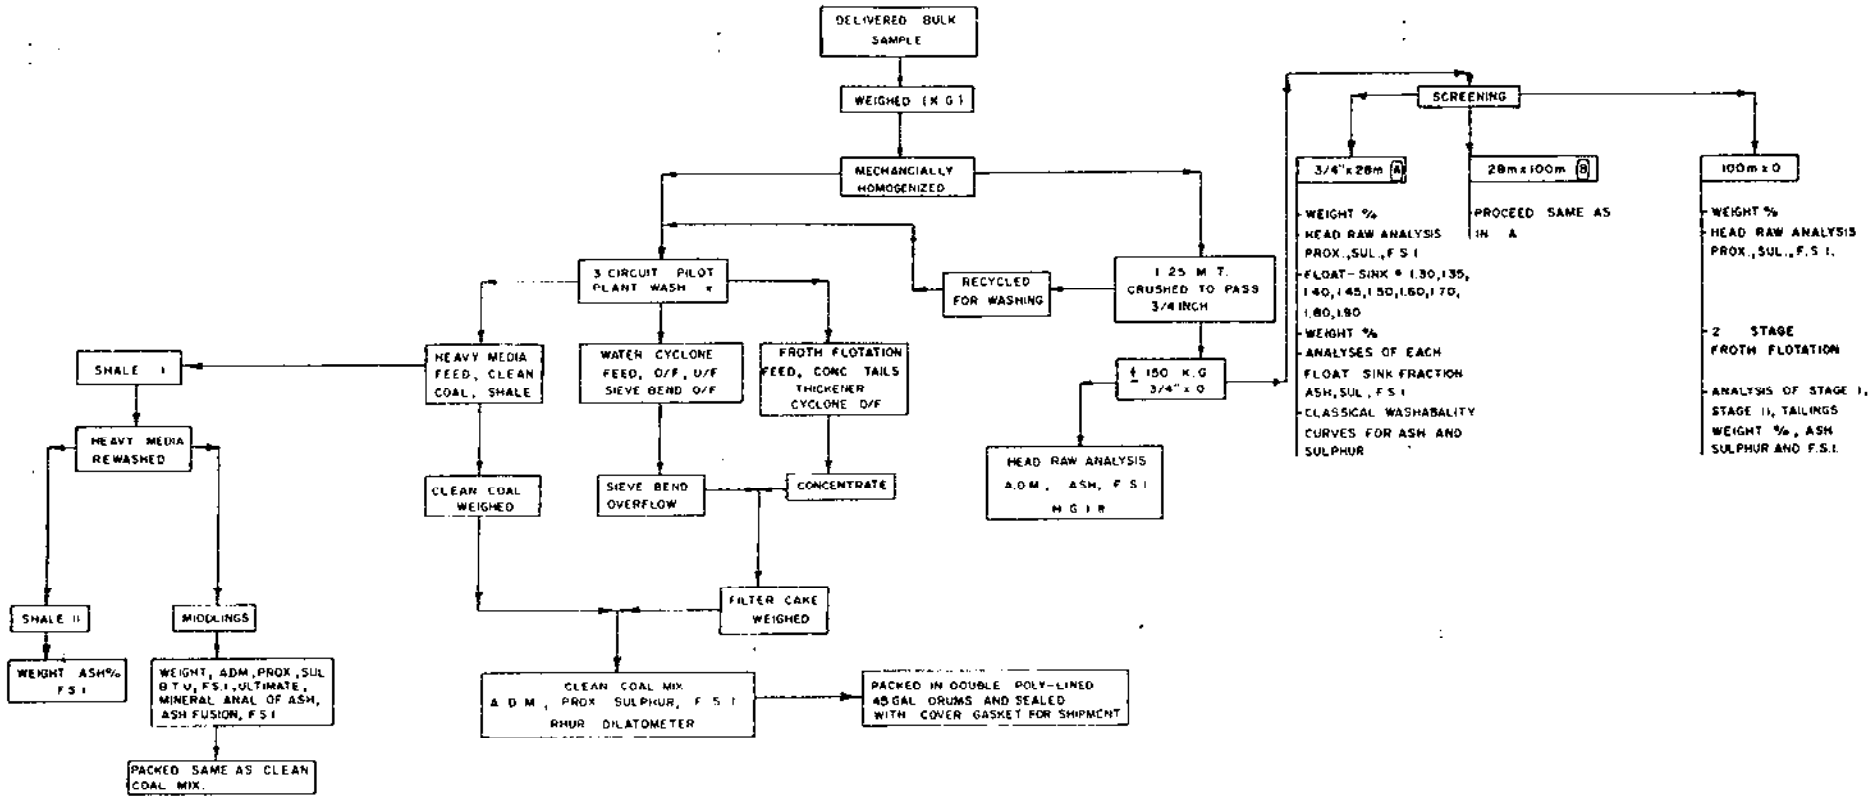 DELIVERED BULK
SAMPLE
WEIGHED (K G)
MECHANCIALLY
HOMOGENIZED
SCREENING
3/4" x 28m A
28m x 100m B
100m x 0
WEIGHT %
HEAD RAW ANALYSIS
PROX., SUL., F S I
FLOAT-SINK
1.30, 1.35,
1.40, 1.45, 1.50, 1.60, 1.70,
1.80, 1.90
WEIGHT %
ANALYSES OF EACH
FLOAT SINK FRACTION
ASH, SUL, F S I
CLASSICAL WASHABALITY
CURVES FOR ASH AND
SULPHUR
PROCEED SAME AS
IN A
WEIGHT %
HEAD RAW ANALYSIS
PROX., SUL., F. S. I.
2 STAGE
FROTH FLOTATION
ANALYSIS OF STAGE I,
STAGE II, TAILINGS
WEIGHT %, ASH
SULPHUR AND F.S.I.
3 CIRCUIT PILOT
PLANT WASH
RECYCLED
FOR WASHING
1 25 M T.
CRUSHED TO PASS
3/4 INCH
± 150 K.G
3/4" x 0
HEAD RAW ANALYSIS
A.D M, ASH, F S I
H G I R
SHALE I
HEAVY MEDIA
FEED, CLEAN
COAL, SHALE
WATER CYCLONE
FEED, O/F, U/F
SIEVE BEND O/F
FROTH FLOTATION
FEED, CONC TAILS
THICKENER
CYCLONE O/F
HEAVY MEDIA
REWASHED
CLEAN COAL
WEIGHED
SIEVE BEND
OVERFLOW
CONCENTRATE
SHALE II
MIDDLINGS
FILTER CAKE
WEIGHED
WEIGHT ASH%
F.S I
WEIGHT, ADM, PROX, SUL
B T U, F S.I, ULTIMATE,
MINERAL ANAL OF ASH,
ASH FUSION, F S I
CLEAN COAL MIX
A D M, PROX SULPHUR, F S I
RHUR DILATOMETER
PACKED IN DOUBLE POLY-LINED
45 GAL DRUMS AND SEALED
WITH COVER GASKET FOR SHIPMENT
PACKED SAME AS CLEAN
COAL MIX.